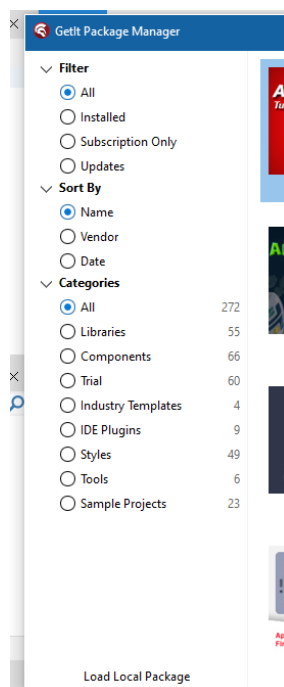 GetIt Package Manager
Filter
All
Installed
Subscription Only
Updates
Sort By
Name
Vendor
Date
Categories
All 272
Libraries 55
Components 66
Trial 60
Industry Templates 4
IDE Plugins 9
Styles 49
Tools 6
Sample Projects 23
Load Local Package